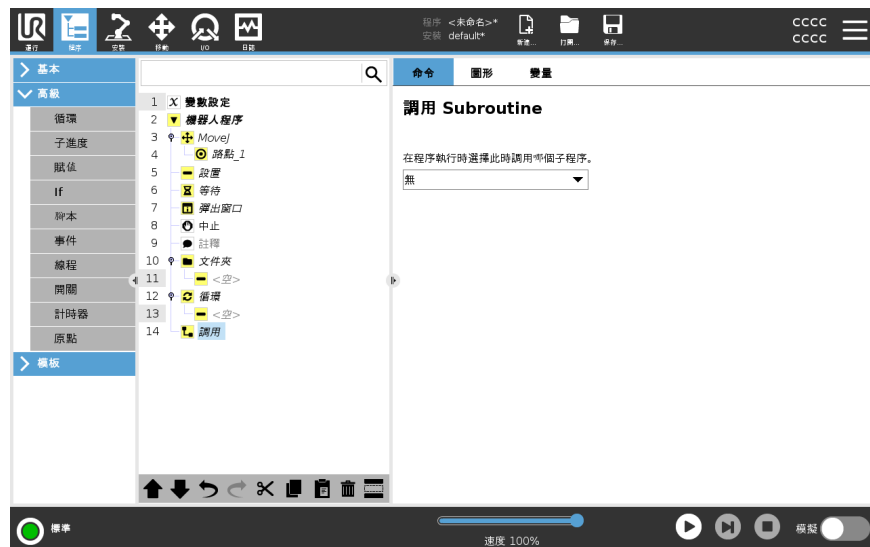 運行
程序
安裝
移動
I/O
日誌
程序 <未命名>*
安裝 default*
新建...
打開...
保存...
CCCC
CCCC
基本
高級
循環
子進度
賦值
If
腳本
事件
線程
開關
計時器
原點
模板
1 X 變數設定
2 機器人程序
3 MoveJ
4 路點_1
5 設置
6 等待
7 彈出窗口
8 中止
9 註釋
10 文件夾
11 <空>
12 循環
13 <空>
14 調用
命令 圖形 變量
調用 Subroutine
在程序執行時選擇此時調用哪個子程序。
無
標準
速度 100%
模擬